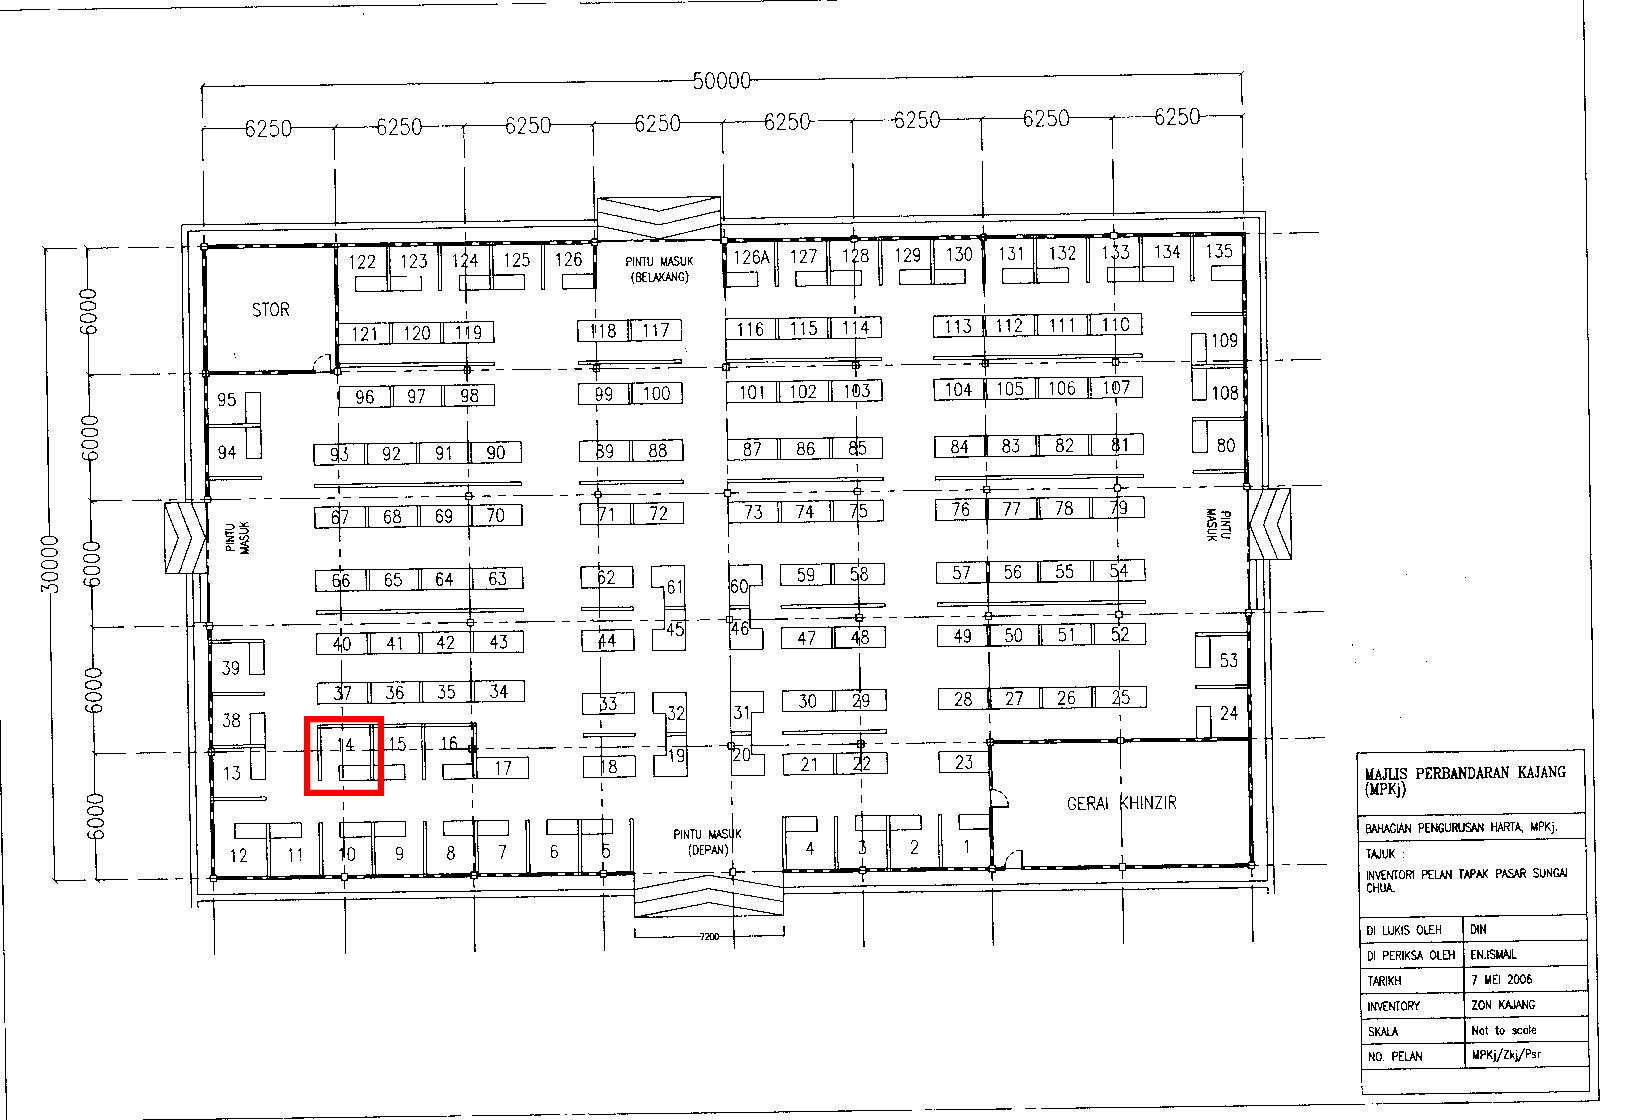 50000
6250 6250 6250 6250 6250 6250 6250 6250
122 123 124 125 126 PINTU MASUK 126A 127 128 129 130 131 132 133 134 135
(BELAKANG)
6000 STOR
121 120 119 118 117 116 115 114 113 112 111 110
109
95 96 97 98 99 100 101 102 103 104 105 106 107 108
6000
94 93 92 91 90 89 88 87 86 85 84 83 82 81 80
67 68 69 70 71 72 73 74 75 76 77 78 79
PINTU MASUK
PINTU MASUK
30000 6000
66 65 64 63 62 61 60 59 58 57 56 55 54
40 41 42 43 44 45 46 47 48 49 50 51 52
39 53
6000
37 36 35 34 33 32 31 30 29 28 27 26 25
38 24
14 15 16
13 17 18 19 20 21 22 23
6000
GERAI KHINZIR
PINTU MASUK
(DEPAN)
12 11 10 9 8 7 6 5 4 3 2 1
7200
MAJLIS PERBANDARAN KAJANG
(MPKj)
BAHAGIAN PENGURUSAN HARTA, MPKj.
TAJUK :
INVENTORI PELAN TAPAK PASAR SUNGAI
CHUA.
DI LUKIS OLEH DIN
DI PERIKSA OLEH EN.ISMAIL
TARIKH 7 MEI 2006
INVENTORY ZON KAJANG
SKALA Not to scale
NO. PELAN MPKj/Zkj/Psr